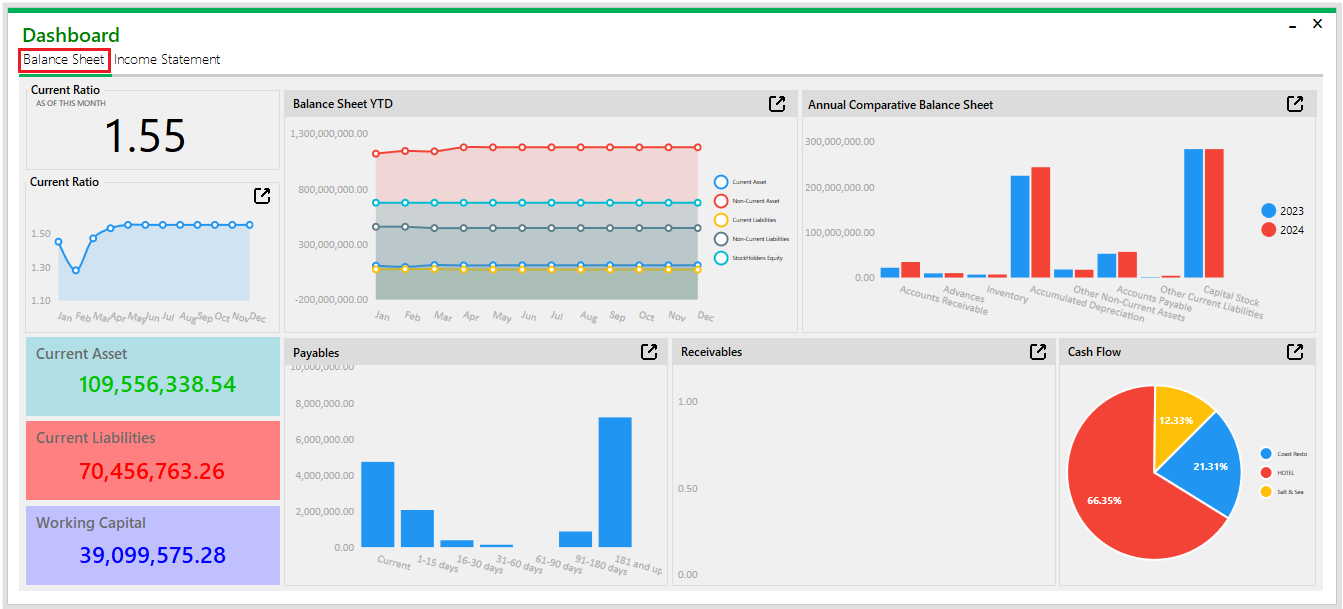 Dashboard
Balance Sheet Income Statement
Current Ratio
AS OF THIS MONTH
1.55
Current Ratio
1.50
1.30
1.10
Jan Feb Mar Apr May Jun Jul Aug Sep Oct Nov Dec
Current Asset
109,556,338.54
Current Liabilities
70,456,763.26
Working Capital
39,099,575.28
Balance Sheet YTD
1,300,000,000.00
800,000,000.00
300,000,000.00
-200,000,000.00
Jan Feb Mar Apr May Jun Jul Aug Sep Oct Nov Dec
Current Asset
Non-Current Asset
Current Liabilities
Non-Current Liabilities
StockHolders Equity
Annual Comparative Balance Sheet
300,000,000.00
200,000,000.00
100,000,000.00
0.00
Accounts Receivable
Advances
Inventory
Accumulated Depreciation
Other Non-Current Assets
Accounts Payable
Other Current Liabilities
Capital Stock
2023
2024
Payables
10,000,000.00
8,000,000.00
6,000,000.00
4,000,000.00
2,000,000.00
0.00
Current 1-15 days 16-30 days 31-60 days 61-90 days 91-180 days 181 and up
Receivables
1.00
0.50
0.00
Cash Flow
12.33%
21.31%
66.35%
Coast Resto
HOTEL
Salt & Sea